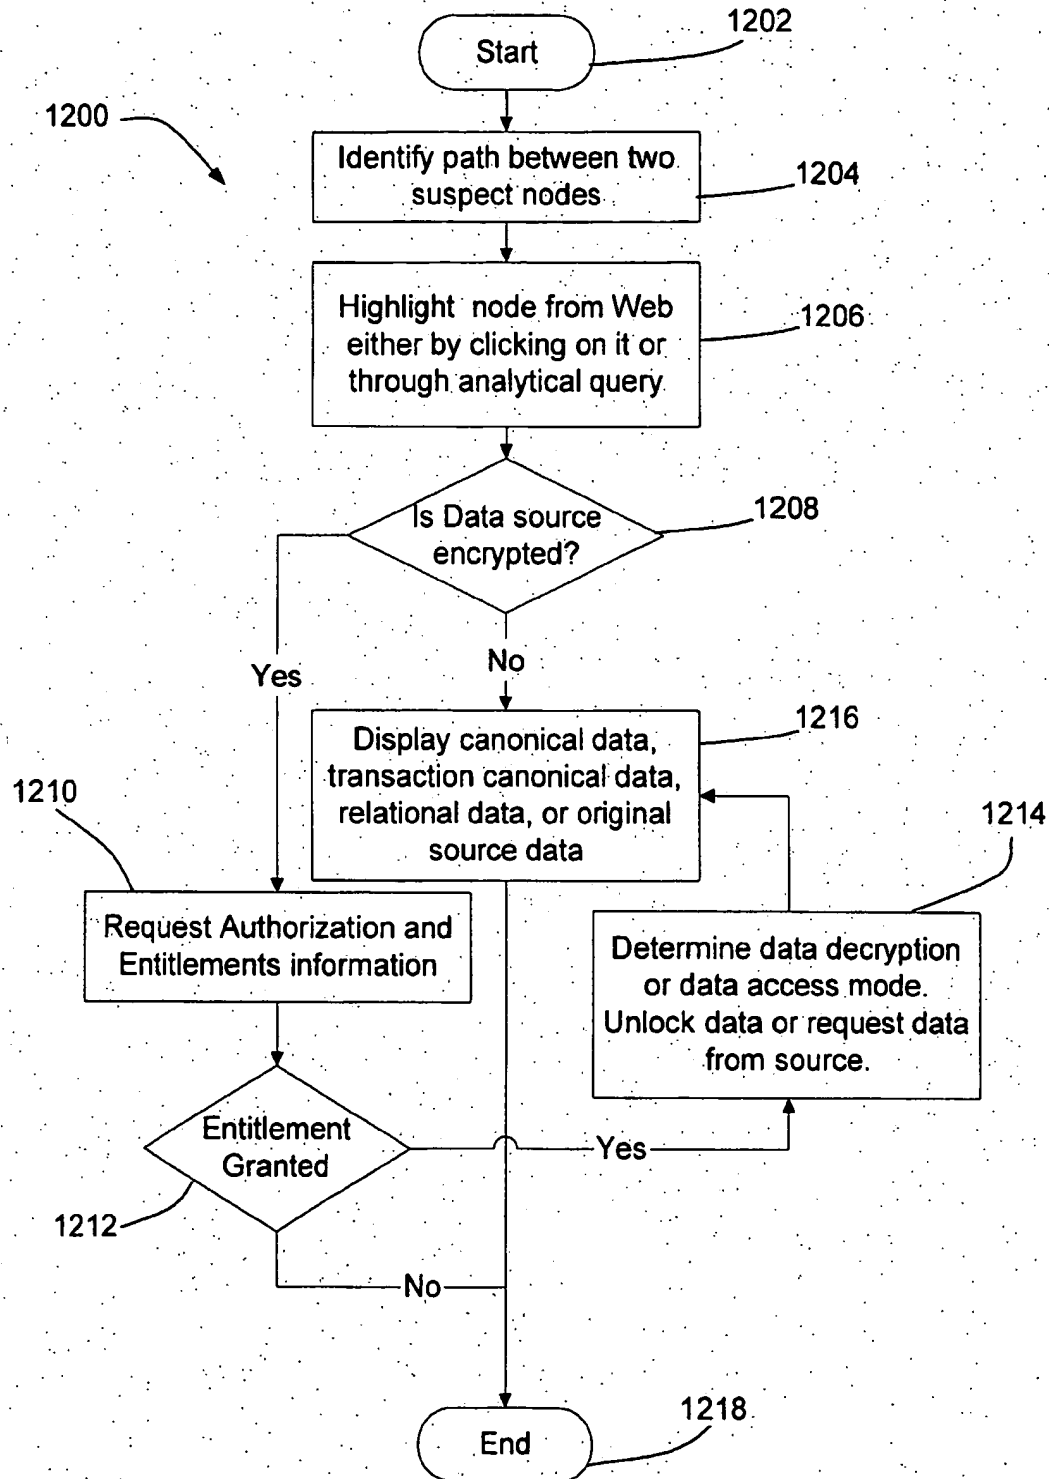 Start
1202
1200
Identify path between two
suspect nodes
1204
Highlight node from Web
either by clicking on it or
through analytical query
1206
Is Data source
encrypted?
1208
Yes
No
Display canonical data,
transaction canonical data,
relational data, or original
source data
1216
1210
Request Authorization and
Entitlements information
1214
Determine data decryption
or data access mode.
Unlock data or request data
from source.
Entitlement
Granted
Yes
1212
No
End
1218